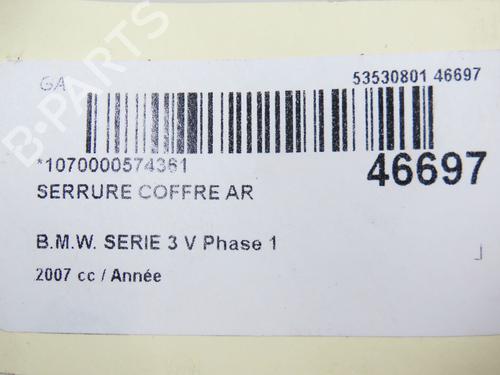 GA
53530801 46697
*1070000574361
46697
SERRURE COFFRE AR
B.M.W. SERIE 3 V Phase 1
2007 cc / Année
B-PARTS